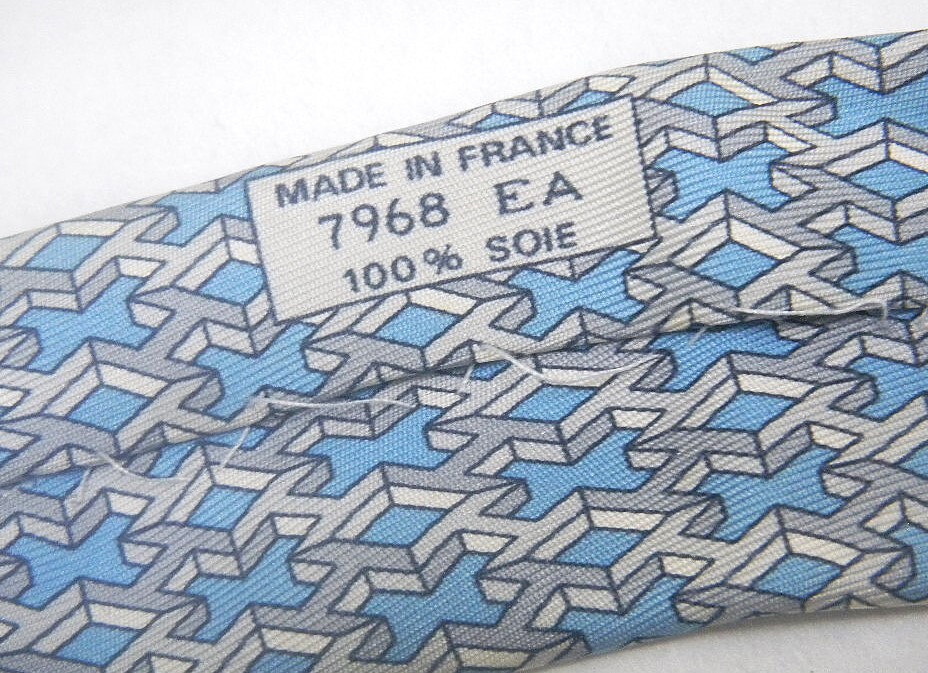 MADE IN FRANCE
7968 EA
100% SOIE